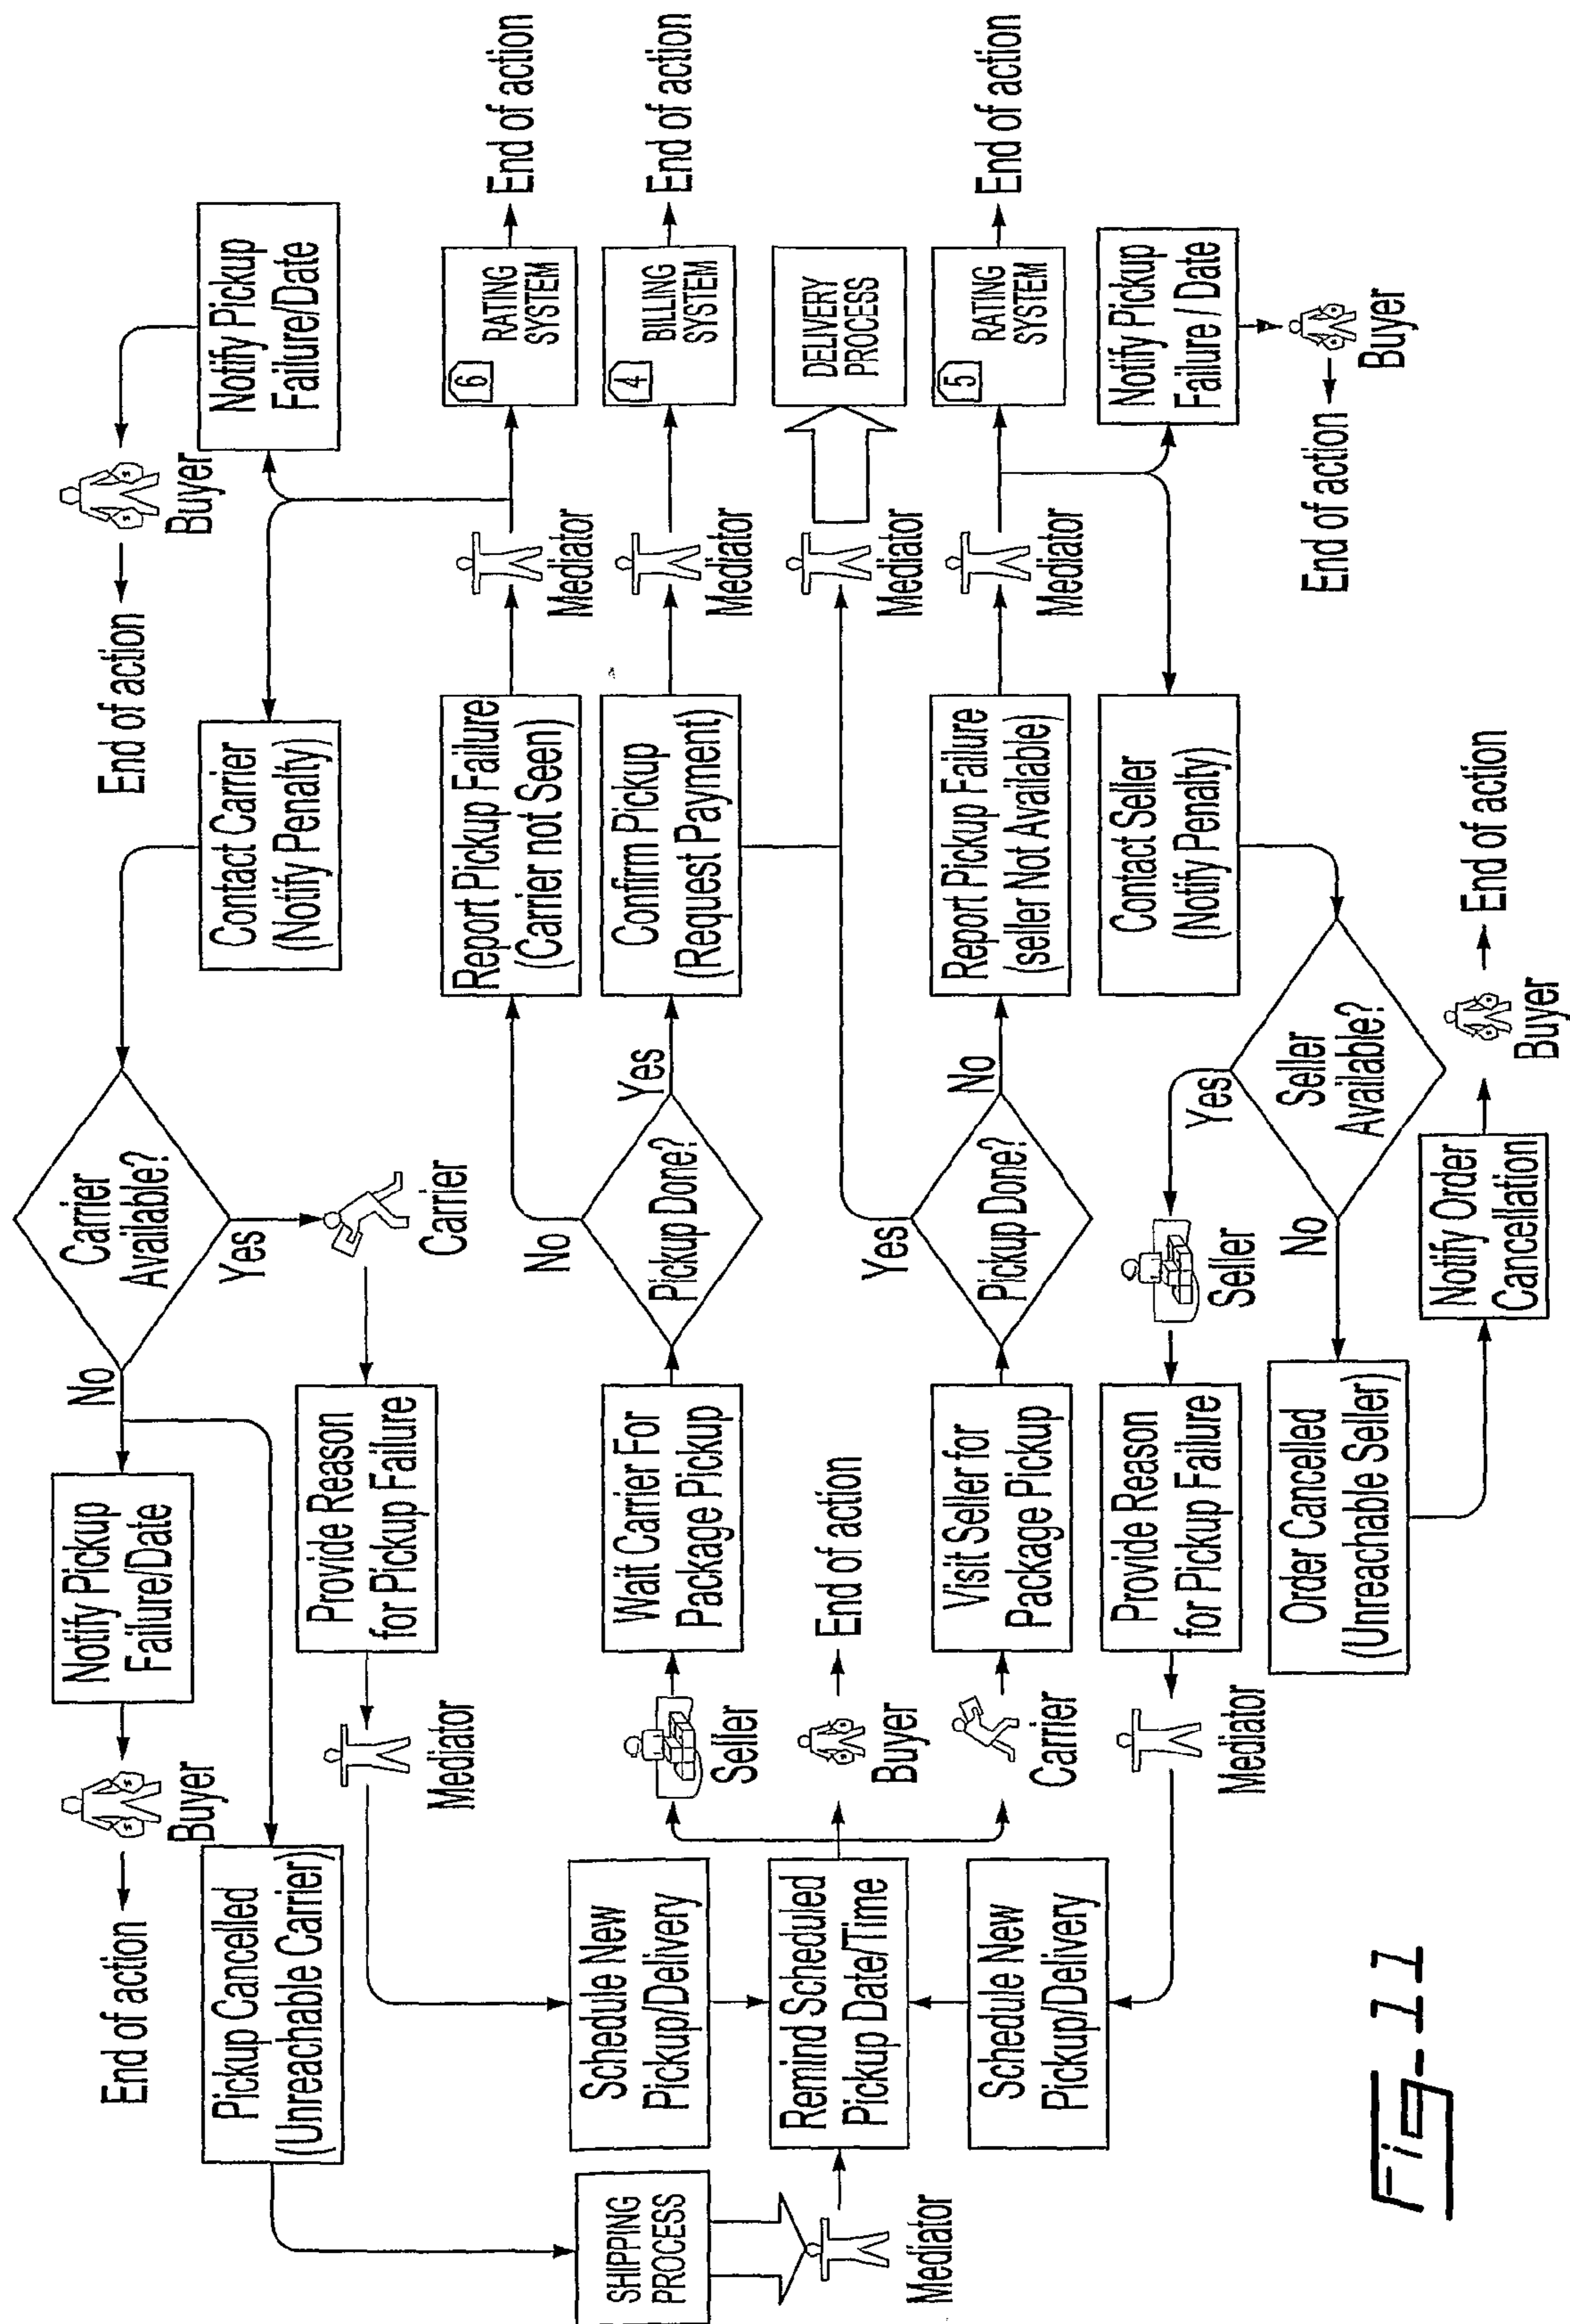 End of action
Buyer
Notify Pickup
Failure/Date
No
Carrier
Available?
Yes
Carrier
Contact Carrier
(Notify Penalty)
End of action
Buyer
Notify Pickup
Failure/Date
Pickup Cancelled
(Unreachable Carrier)
Mediator
Provide Reason
for Pickup Failure
SHIPPING
PROCESS
Mediator
Schedule New
Pickup/Delivery
Seller
Wait Carrier For
Package Pickup
Pickup Done?
No
Yes
Report Pickup Failure
(Carrier not Seen)
Mediator
6
RATING
SYSTEM
End of action
Confirm Pickup
(Request Payment)
Mediator
4
BILLING
SYSTEM
End of action
Remind Scheduled
Pickup Date/Time
Buyer
End of action
Mediator
DELIVERY
PROCESS
Schedule New
Pickup/Delivery
Carrier
Visit Seller for
Package Pickup
Pickup Done?
Yes
No
Report Pickup Failure
(seller Not Available)
Mediator
5
RATING
SYSTEM
End of action
Mediator
Provide Reason
for Pickup Failure
Seller
Yes
Contact Seller
(Notify Penalty)
Notify Pickup
Failure / Date
Buyer
End of action
Order Cancelled
(Unreachable Seller)
No
Seller
Available?
Notify Order
Cancellation
Buyer
End of action
Fig-11